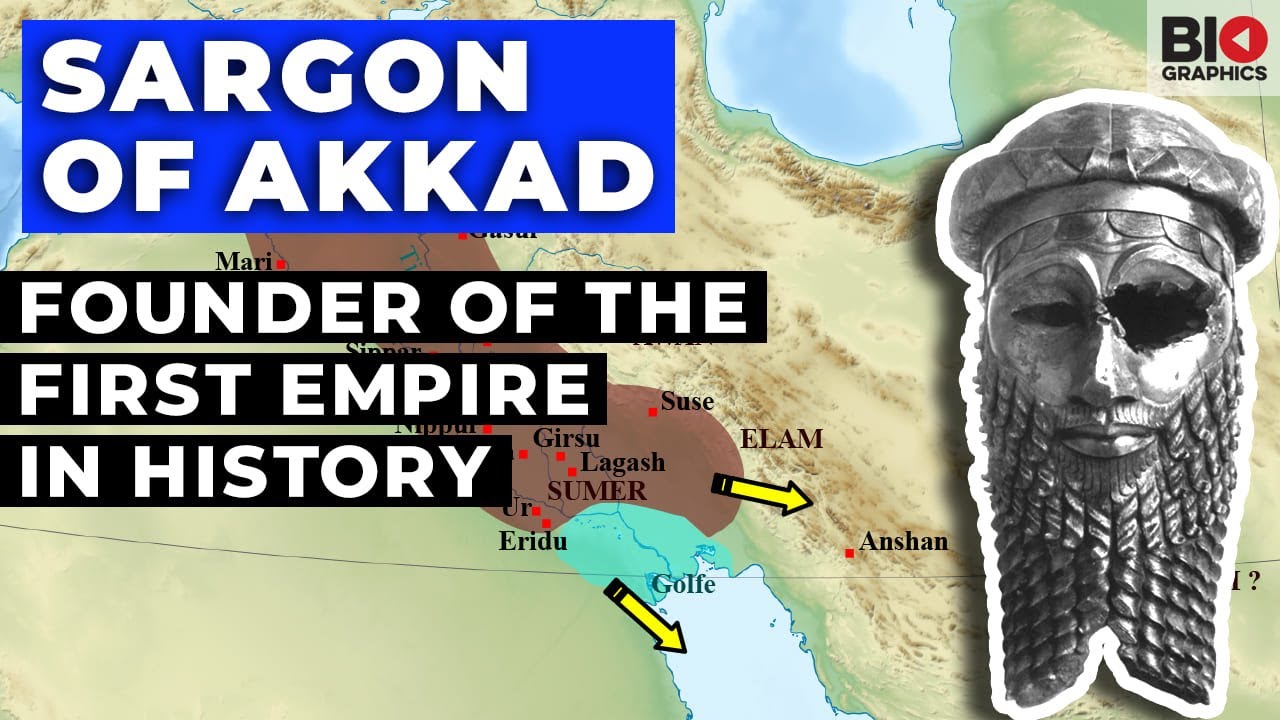 SARGON
OF AKKAD
BIO
GRAPHICS
Gasur
Mari
FOUNDER OF THE
FIRST EMPIRE
IN HISTORY
Sippar
Suse
Nippur
Girsu
ELAM
Lagash
SUMER
Ur
Eridu
Anshan
Golfe